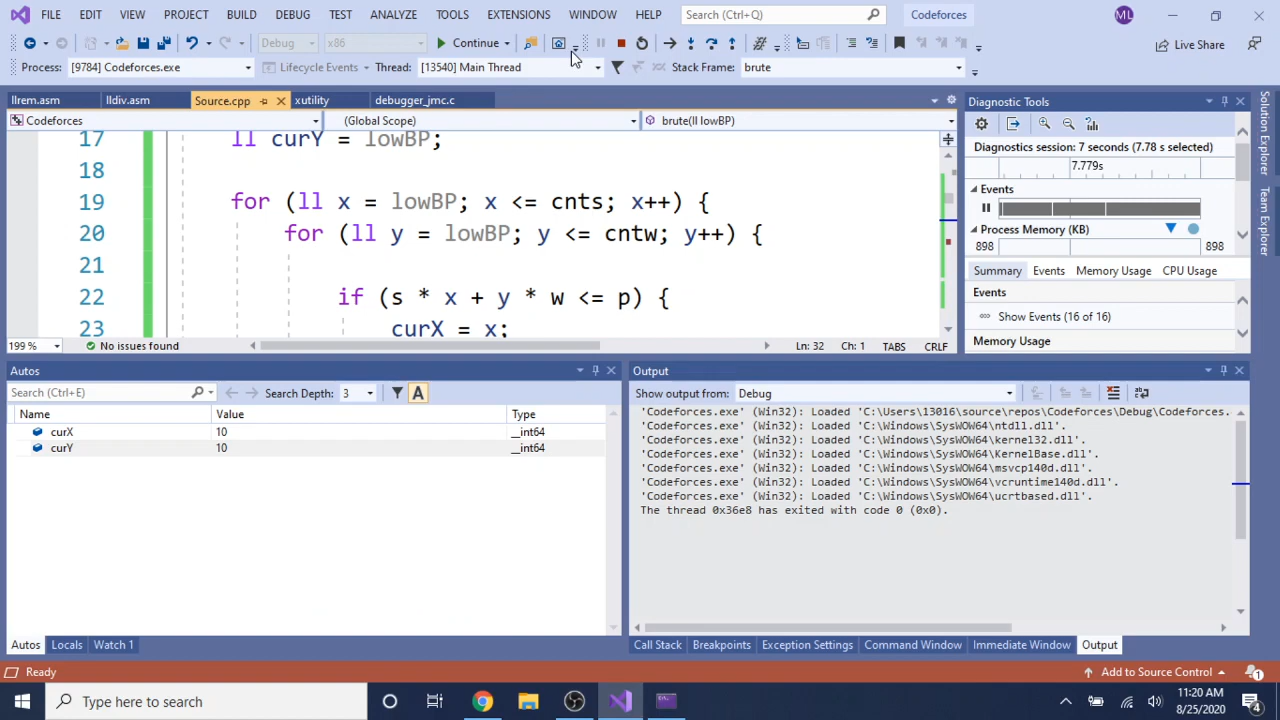 FILE EDIT VIEW PROJECT BUILD DEBUG TEST ANALYZE TOOLS EXTENSIONS WINDOW HELP Search (Ctrl+Q) Codeforces ML
Debug x86 Continue Live Share
Process: [9784] Codeforces.exe Lifecycle Events Thread: [13540] Main Thread Stack Frame: brute
llrem.asm lldiv.asm Source.cpp xutility debugger_jmc.c
Codeforces (Global Scope) brute(ll lowBP)
17 ll curY = lowBP;
18
19 for (ll x = lowBP; x <= cnts; x++) {
20 for (ll y = lowBP; y <= cntw; y++) {
21
22 if (s * x + y * w <= p) {
23 curX = x;
199 % No issues found Ln: 32 Ch: 1 TABS CRLF
Diagnostic Tools
Diagnostics session: 7 seconds (7.78 s selected)
7.779s
Events
Process Memory (KB)
898 898
Summary Events Memory Usage CPU Usage
Events
Show Events (16 of 16)
Memory Usage
Solution Explorer
Team Explorer
Autos
Search (Ctrl+E) Search Depth: 3 A
Name Value Type
curX 10 __int64
curY 10 __int64
Autos Locals Watch 1
Output
Show output from: Debug
'Codeforces.exe' (Win32): Loaded 'C:\Users\13016\source\repos\Codeforces\Debug\Codeforces.
'Codeforces.exe' (Win32): Loaded 'C:\Windows\SysWOW64\ntdll.dll'.
'Codeforces.exe' (Win32): Loaded 'C:\Windows\SysWOW64\kernel32.dll'.
'Codeforces.exe' (Win32): Loaded 'C:\Windows\SysWOW64\KernelBase.dll'.
'Codeforces.exe' (Win32): Loaded 'C:\Windows\SysWOW64\msvcp140d.dll'.
'Codeforces.exe' (Win32): Loaded 'C:\Windows\SysWOW64\vcruntime140d.dll'.
'Codeforces.exe' (Win32): Loaded 'C:\Windows\SysWOW64\ucrtbased.dll'.
The thread 0x36e8 has exited with code 0 (0x0).
Call Stack Breakpoints Exception Settings Command Window Immediate Window Output
Ready Add to Source Control 1
Type here to search 11:20 AM
8/25/2020 4